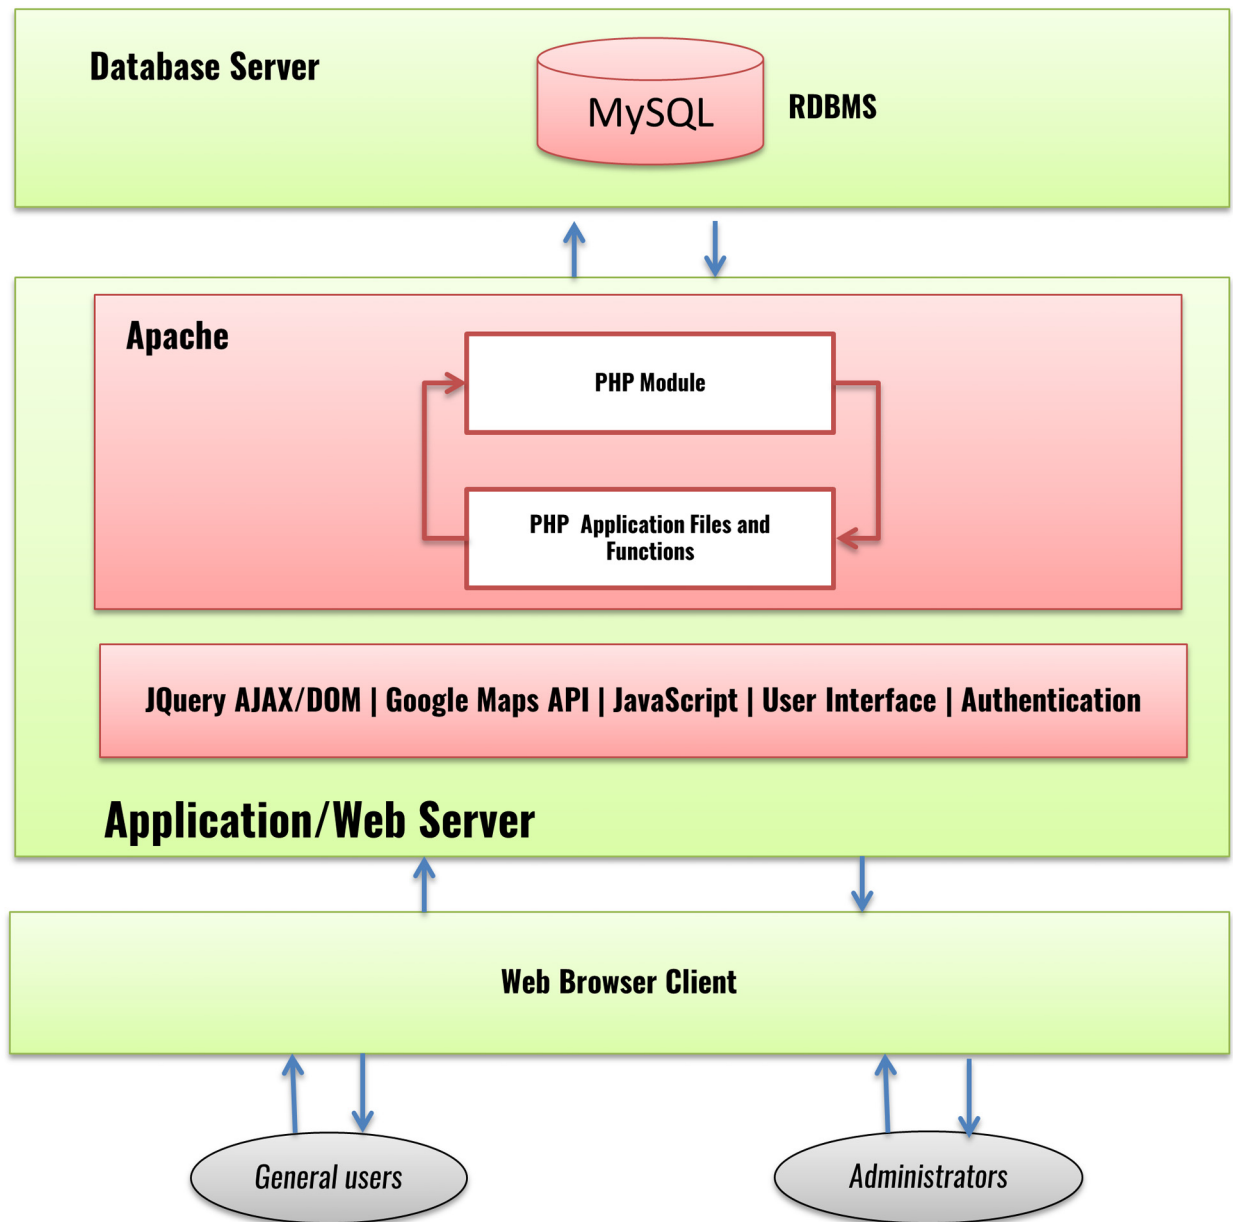 Database Server
MySQL
RDBMS
Apache
PHP Module
PHP Application Files and
Functions
JQuery AJAX/DOM | Google Maps API | JavaScript | User Interface | Authentication
Application/Web Server
Web Browser Client
General users
Administrators